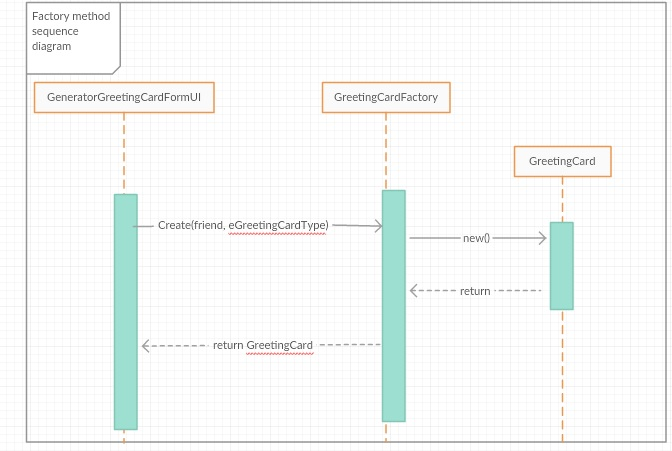 Factory method
sequence
diagram
GeneratorGreetingCardFormUI
GreetingCardFactory
GreetingCard
Create(friend, eGreetingCardType)
new()
return
return GreetingCard